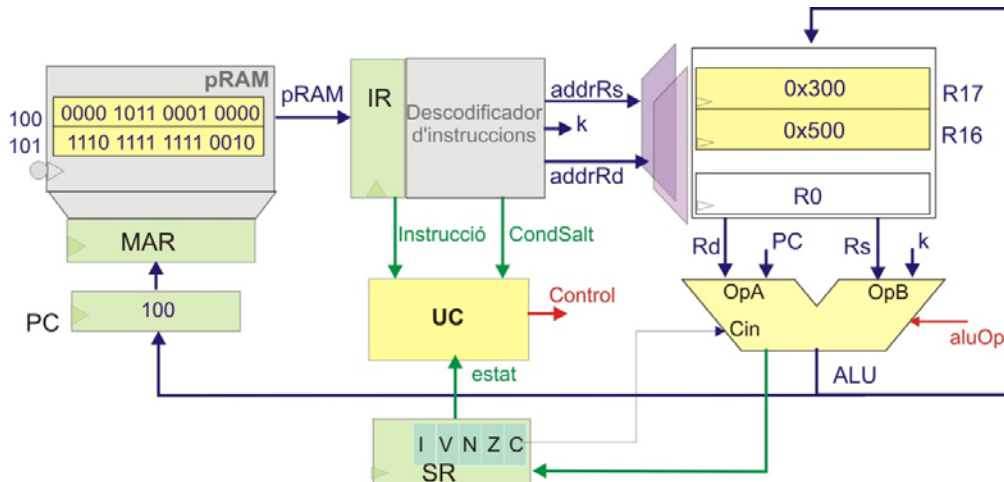 pRAM
100
0000 1011 0001 0000
101
1110 1111 1111 0010
pRAM
IR
Descodificador
d'instruccions
addrRs
k
addrRd
0x300
R17
0x500
R16
R0
MAR
Instrucció
CondSalt
Rd
PC
Rs
k
OpA
OpB
PC
100
UC
Control
Cin
aluOp
estat
ALU
I V N Z C
SR